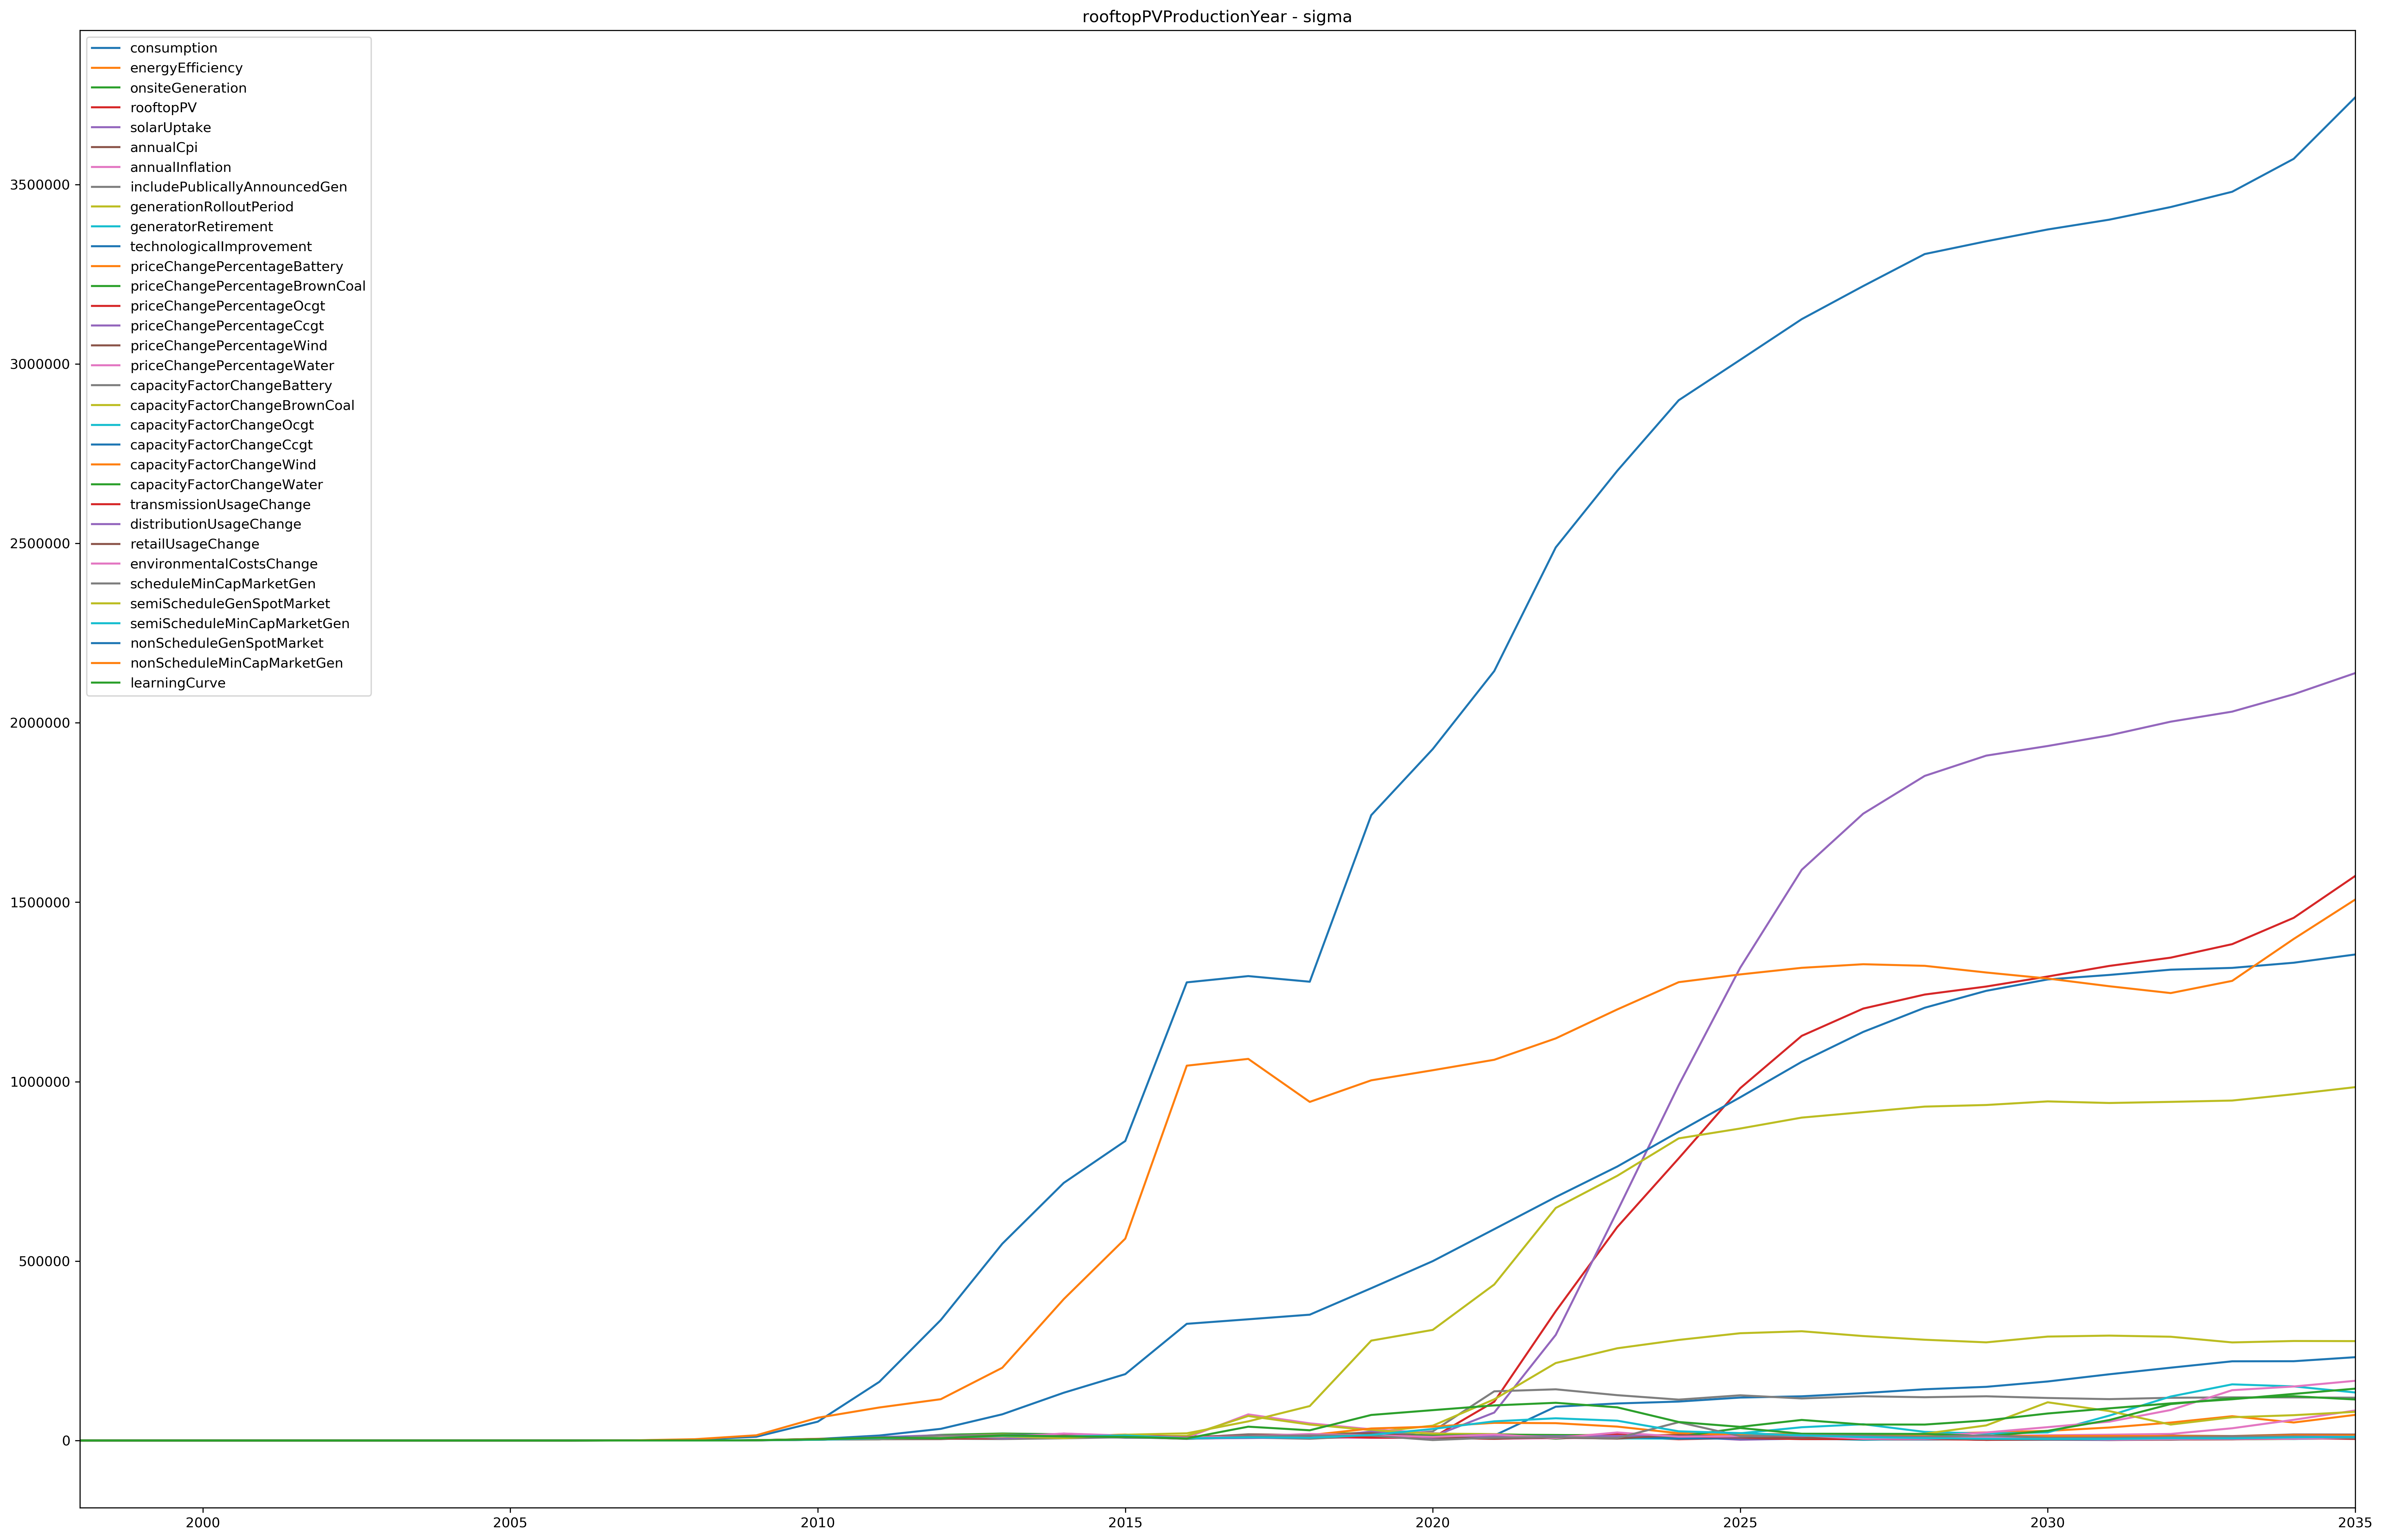 rooftopPVProductionYear - sigma
consumption
energyEfficiency
onsiteGeneration
rooftopPV
solarUptake
annualCpi
annualInflation
includePublicallyAnnouncedGen
generationRolloutPeriod
generatorRetirement
technologicalImprovement
priceChangePercentageBattery
priceChangePercentageBrownCoal
priceChangePercentageOcgt
priceChangePercentageCcgt
priceChangePercentageWind
priceChangePercentageWater
capacityFactorChangeBattery
capacityFactorChangeBrownCoal
capacityFactorChangeOcgt
capacityFactorChangeCcgt
capacityFactorChangeWind
capacityFactorChangeWater
transmissionUsageChange
distributionUsageChange
retailUsageChange
environmentalCostsChange
scheduleMinCapMarketGen
semiScheduleGenSpotMarket
semiScheduleMinCapMarketGen
nonScheduleGenSpotMarket
nonScheduleMinCapMarketGen
learningCurve
3500000
3000000
2500000
2000000
1500000
1000000
500000
0
2000 2005 2010 2015 2020 2025 2030 2035